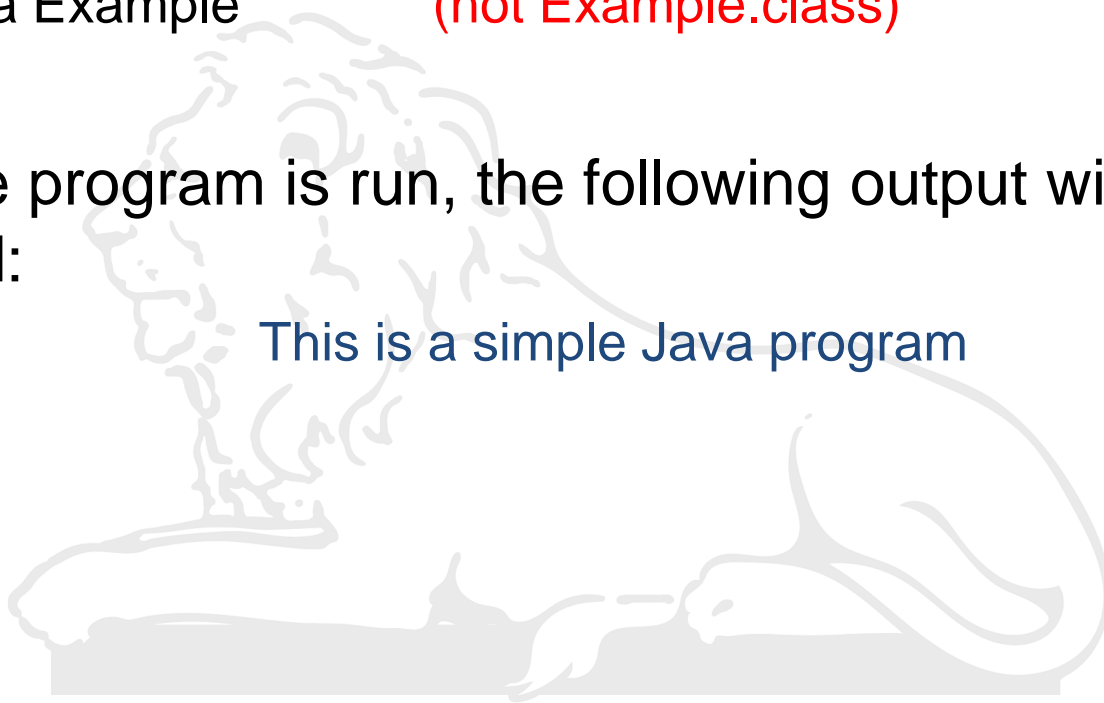 a Example (not Example.class)
e program is run, the following output wi
l:
This is a simple Java program